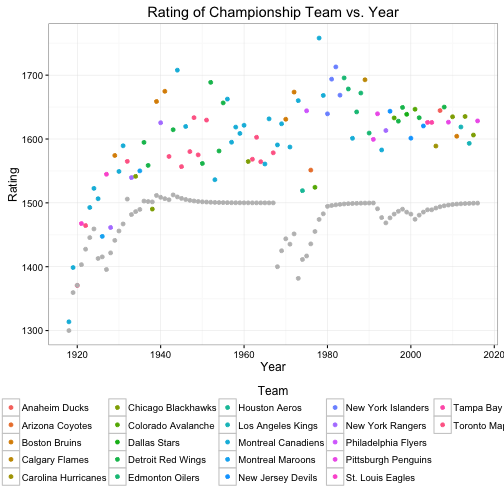 Rating of Championship Team vs. Year
Rating
1700
1600
1500
1400
1300
1920 1940 1960 1980 2000 2020
Year
Team
Anaheim Ducks Chicago Blackhawks Houston Aeros New York Islanders Tampa Bay
Arizona Coyotes Colorado Avalanche Los Angeles Kings New York Rangers Toronto Map
Boston Bruins Dallas Stars Montreal Canadiens Philadelphia Flyers
Calgary Flames Detroit Red Wings Montreal Maroons Pittsburgh Penguins
Carolina Hurricanes Edmonton Oilers New Jersey Devils St. Louis Eagles